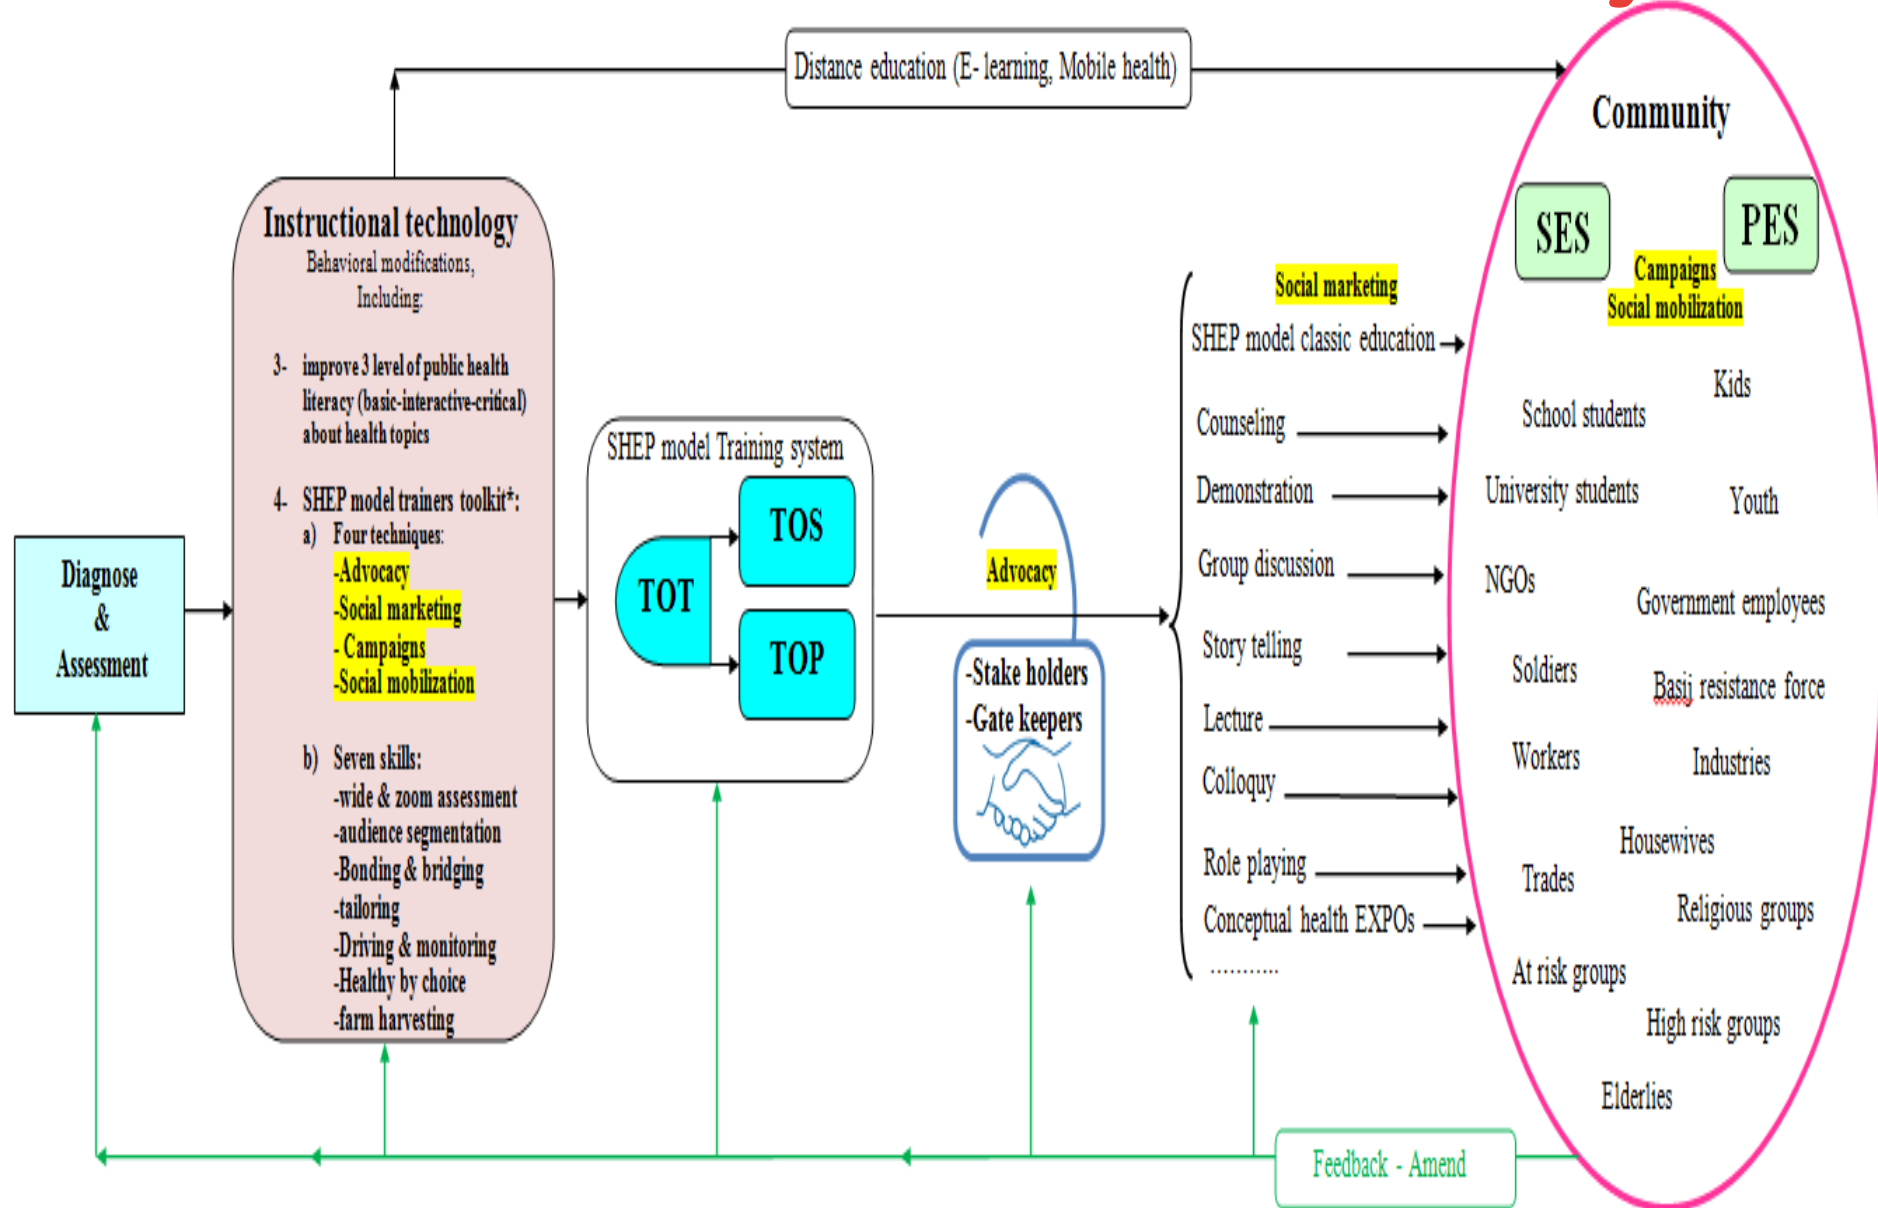 Distance education (E- learning, Mobile health)
Community
SES
PES
Campaigns
Social mobilization
Instructional technology
Behavioral modifications,
Including:
3- improve 3 level of public health
literacy (basic-interactive-critical)
about health topics
4- SHEP model trainers toolkit*:
a) Four techniques:
-Advocacy
-Social marketing
- Campaigns
-Social mobilization
b) Seven skills:
-wide & zoom assessment
-audience segmentation
-Bonding & bridging
-tailoring
-Driving & monitoring
-Healthy by choice
-farm harvesting
Diagnose
&
Assessment
SHEP model Training system
TOT
TOS
TOP
Advocacy
-Stake holders
-Gate keepers
Social marketing
SHEP model classic education
Counseling
Demonstration
Group discussion
Story telling
Lecture
Colloquy
Role playing
Conceptual health EXPOs
...........
Kids
School students
University students
Youth
NGOs
Government employees
Soldiers
Basij resistance force
Workers
Industries
Housewives
Trades
Religious groups
At risk groups
High risk groups
Elderlies
Feedback - Amend